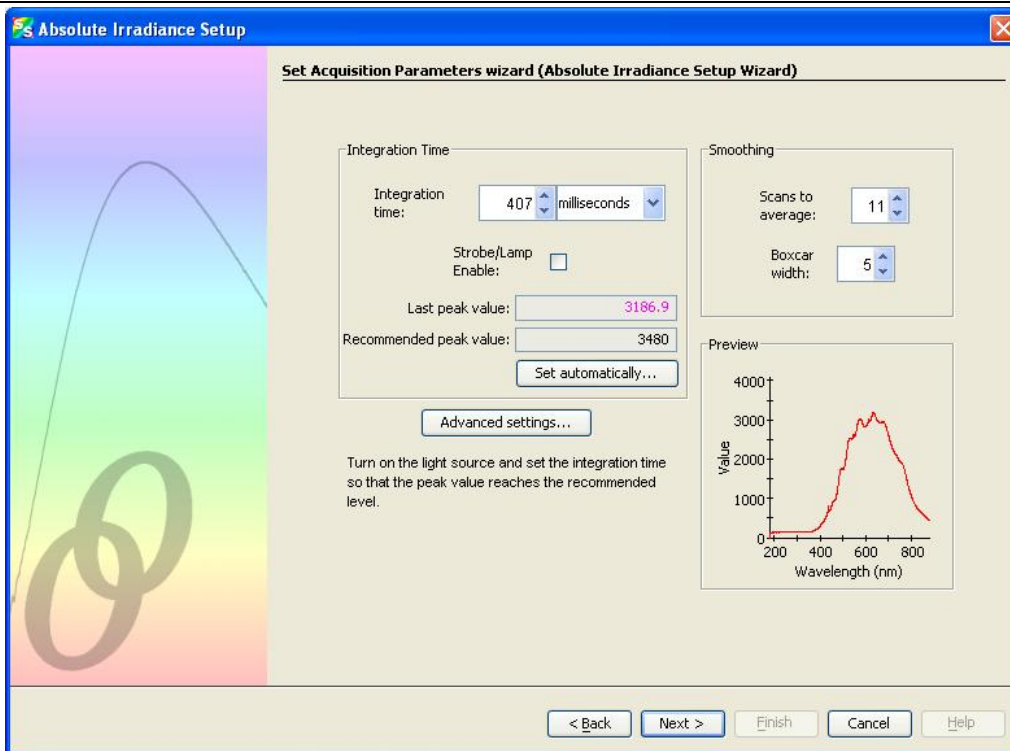 Absolute Irradiance Setup
Set Acquisition Parameters wizard (Absolute Irradiance Setup Wizard)
Integration Time
Integration
time:
407 milliseconds
Strobe/Lamp
Enable:
Last peak value: 3186.9
Recommended peak value: 3480
Set automatically...
Advanced settings...
Turn on the light source and set the integration time
so that the peak value reaches the recommended
level.
Smoothing
Scans to
average:
11
Boxcar
width:
5
Preview
4000
3000
2000
1000
0
Value
200 400 600 800
Wavelength (nm)
< Back Next > Finish Cancel Help